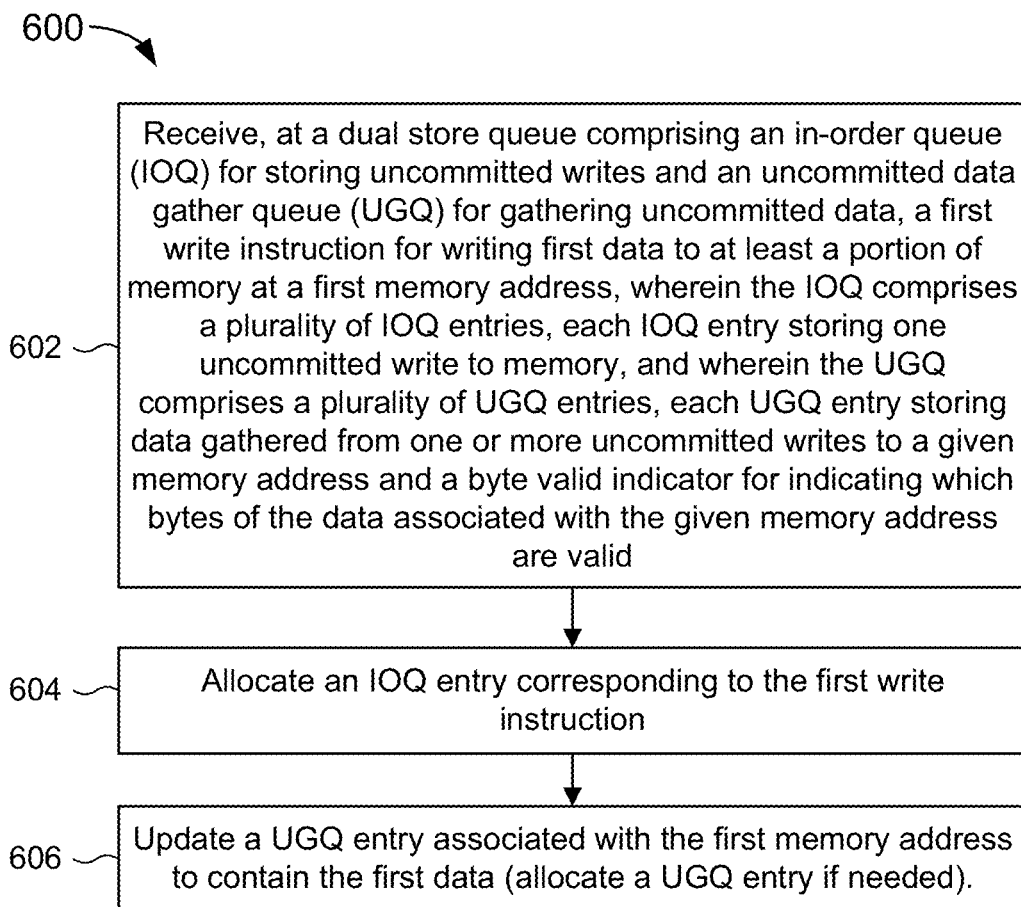 600
Receive, at a dual store queue comprising an in-order queue
(IOQ) for storing uncommitted writes and an uncommitted data
gather queue (UGQ) for gathering uncommitted data, a first
write instruction for writing first data to at least a portion of
memory at a first memory address, wherein the IOQ comprises
a plurality of IOQ entries, each IOQ entry storing one
uncommitted write to memory, and wherein the UGQ
comprises a plurality of UGQ entries, each UGQ entry storing
data gathered from one or more uncommitted writes to a given
memory address and a byte valid indicator for indicating which
bytes of the data associated with the given memory address
are valid
602
Allocate an IOQ entry corresponding to the first write
instruction
604
Update a UGQ entry associated with the first memory address
to contain the first data (allocate a UGQ entry if needed).
606